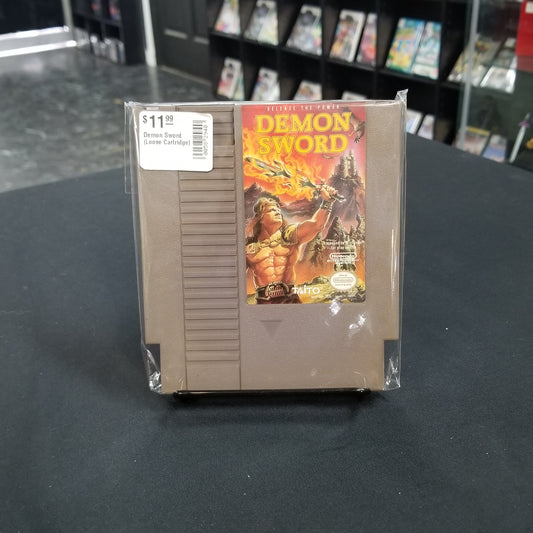 $11 99
Demon Sword
(Loose Cartridge)
RELEASE THE POWER
DEMON
SWORD
TAITO